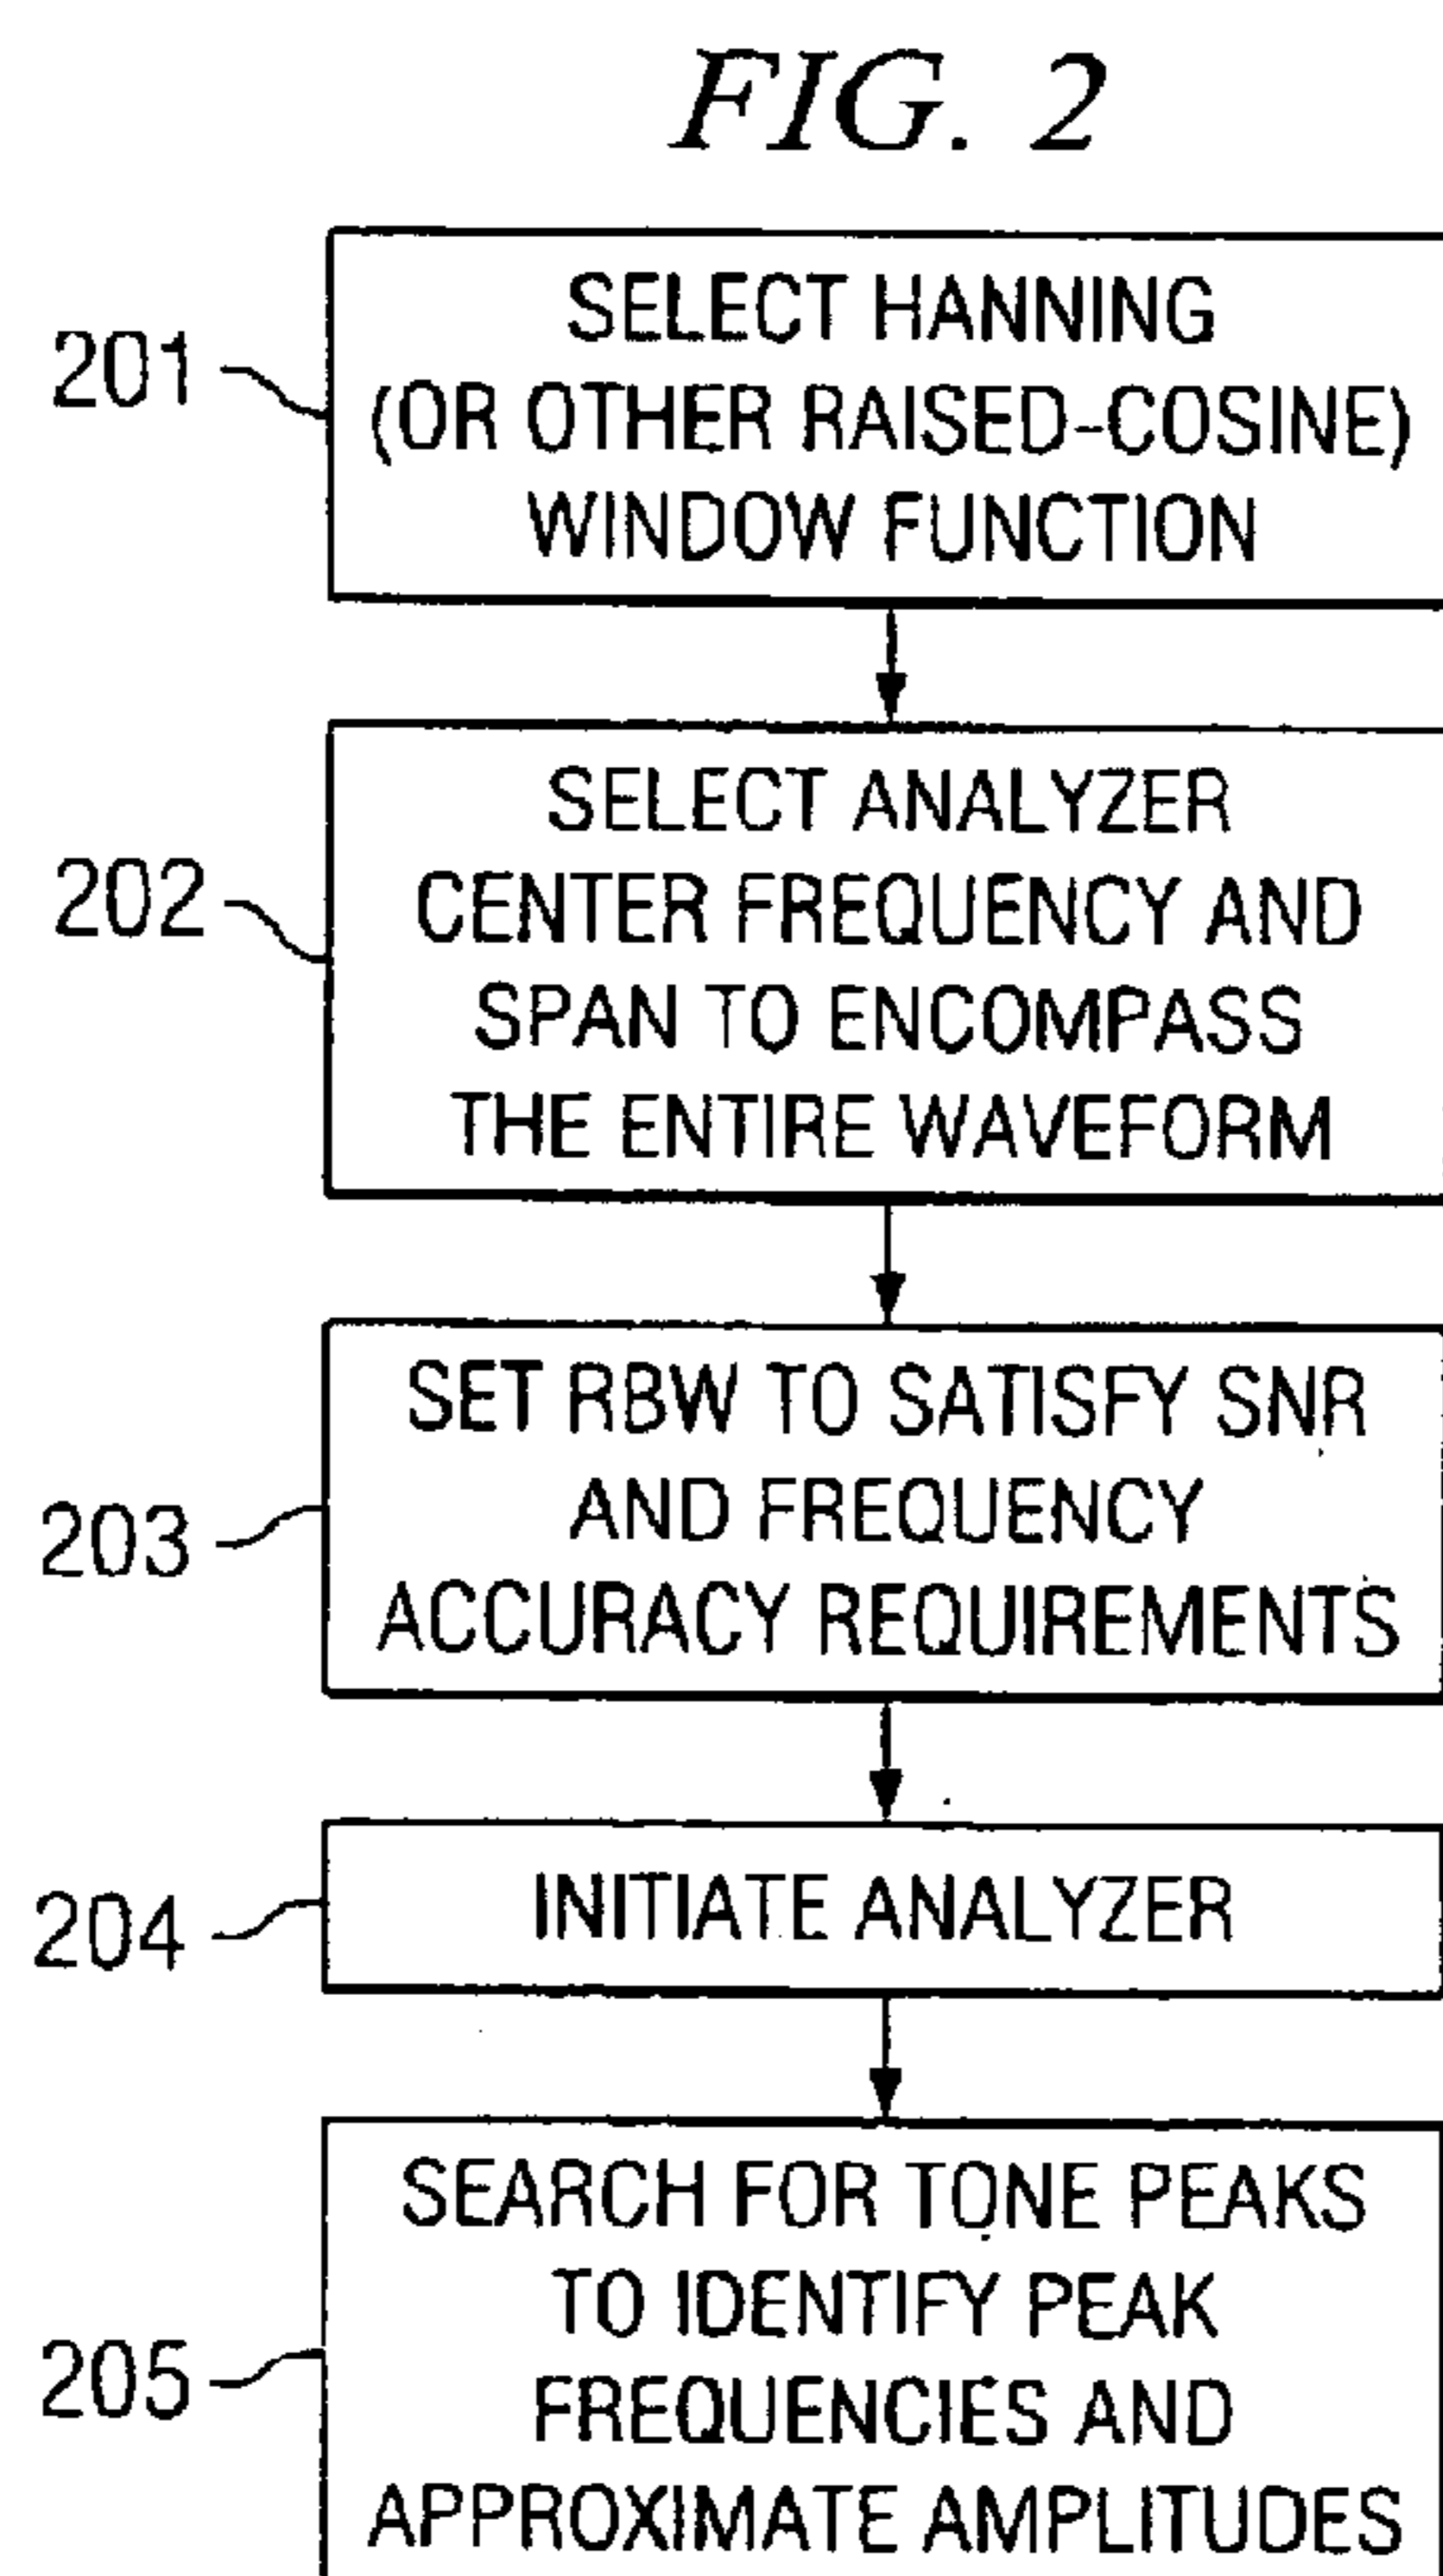 FIG. 2
201
SELECT HANNING
(OR OTHER RAISED-COSINE)
WINDOW FUNCTION
202
SELECT ANALYZER
CENTER FREQUENCY AND
SPAN TO ENCOMPASS
THE ENTIRE WAVEFORM
203
SET RBW TO SATISFY SNR
AND FREQUENCY
ACCURACY REQUIREMENTS
204
INITIATE ANALYZER
205
SEARCH FOR TONE PEAKS
TO IDENTIFY PEAK
FREQUENCIES AND
APPROXIMATE AMPLITUDES